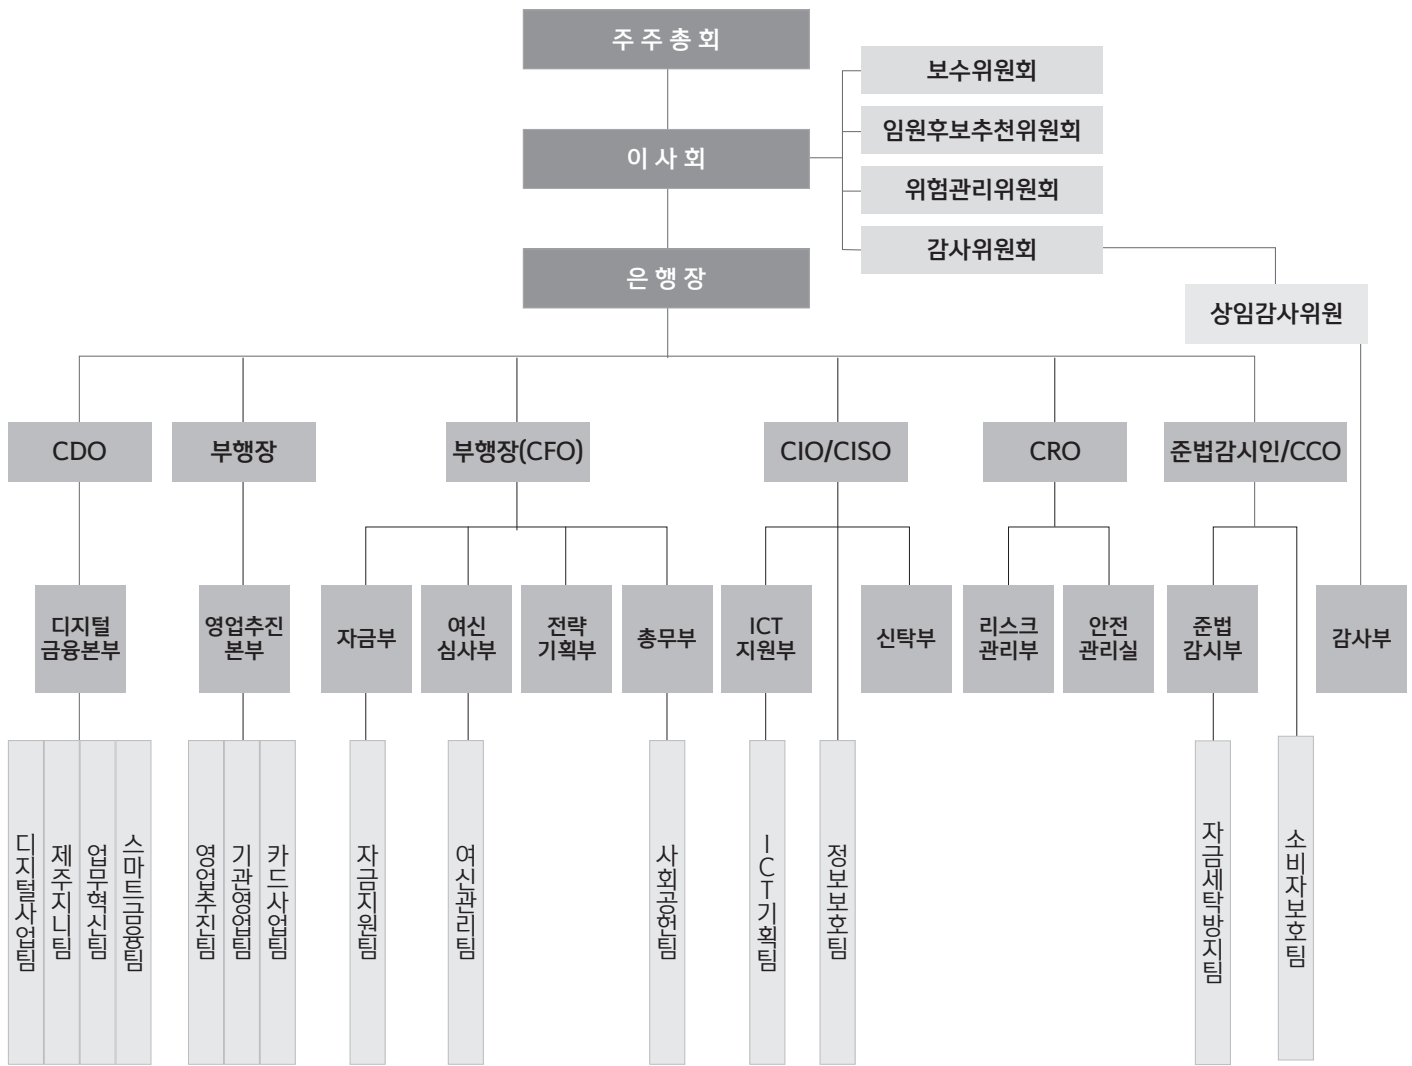 주 주 총 회
보수위원회
임원후보추천위원회
이 사 회
위험관리위원회
감사위원회
은 행 장
상임감사위원
CDO
부행장
부행장(CFO)
CIO/CISO
CRO
준법감시인/CCO
디지털
금융본부
영업추진
본부
자금부
여신
심사부
전략
기획부
총무부
ICT
지원부
신탁부
리스크
관리부
안전
관리실
준법
감시부
감사부
디지털사업팀
제주지니팀
업무혁신팀
스마트금융팀
영업추진팀
기관영업팀
카드사업팀
자금지원팀
여신관리팀
사회공헌팀
ICT기획팀
정보보호팀
자금세탁방지팀
소비자보호팀